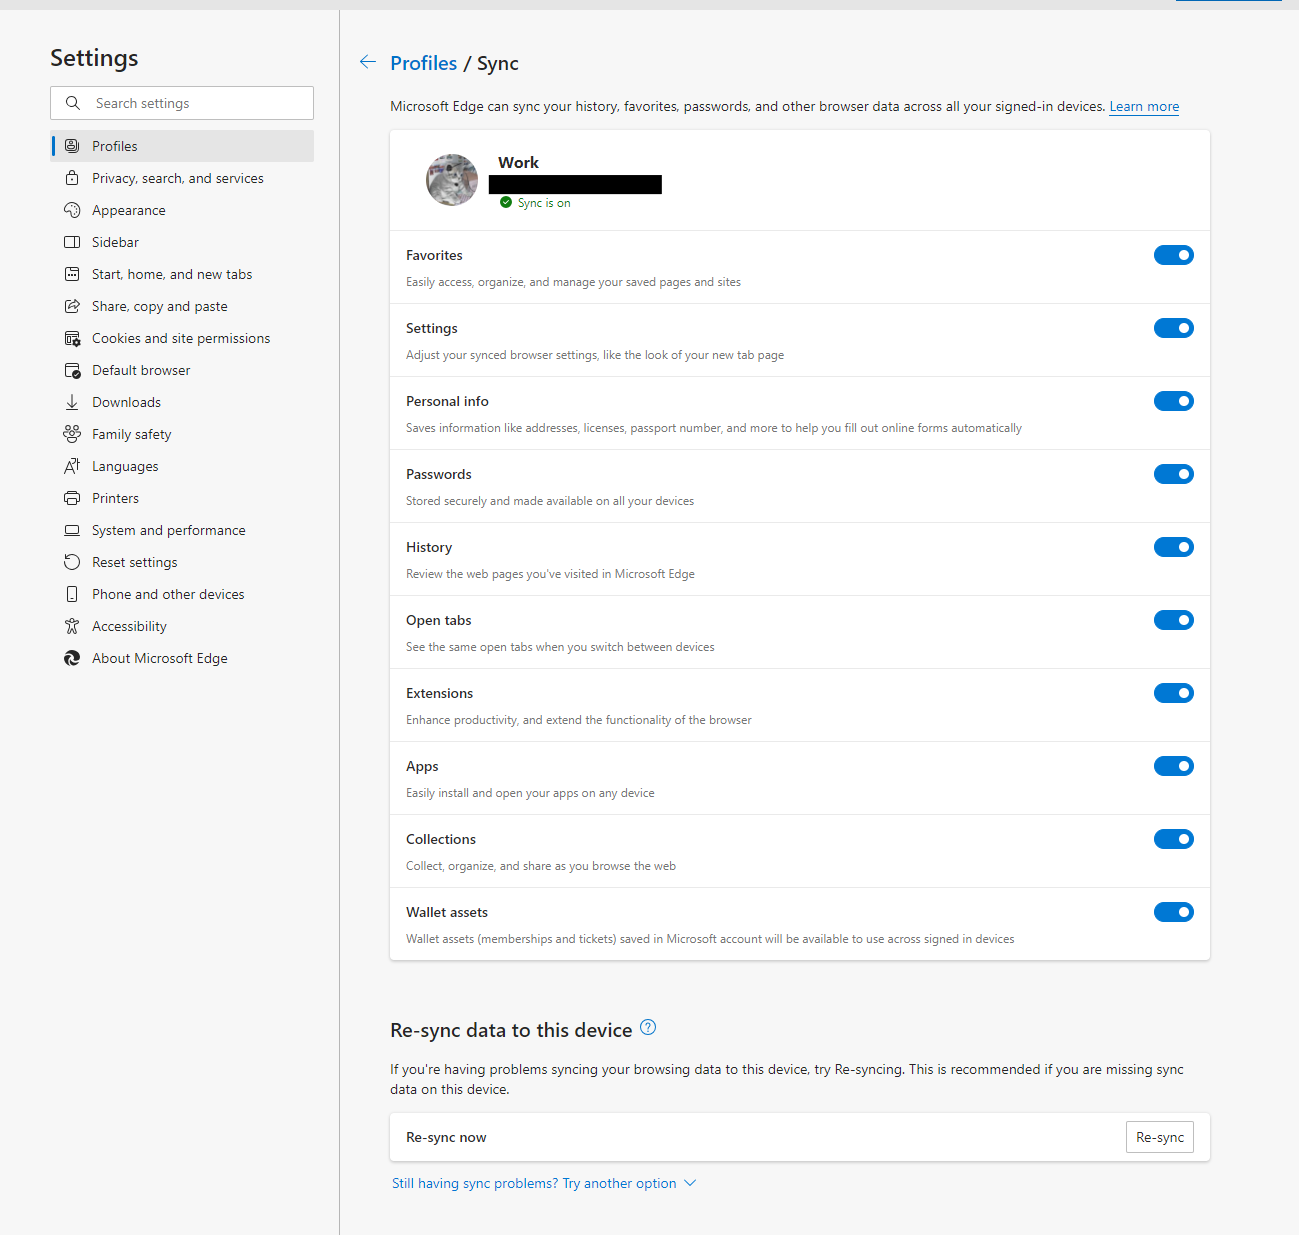 Settings
Search settings
Profiles
Privacy, search, and services
Appearance
Sidebar
Start, home, and new tabs
Share, copy and paste
Cookies and site permissions
Default browser
Downloads
Family safety
Languages
Printers
System and performance
Reset settings
Phone and other devices
Accessibility
About Microsoft Edge
Profiles / Sync
Microsoft Edge can sync your history, favorites, passwords, and other browser data across all your signed-in devices. Learn more
Work
Sync is on
Favorites
Easily access, organize, and manage your saved pages and sites
Settings
Adjust your synced browser settings, like the look of your new tab page
Personal info
Saves information like addresses, licenses, passport number, and more to help you fill out online forms automatically
Passwords
Stored securely and made available on all your devices
History
Review the web pages you've visited in Microsoft Edge
Open tabs
See the same open tabs when you switch between devices
Extensions
Enhance productivity, and extend the functionality of the browser
Apps
Easily install and open your apps on any device
Collections
Collect, organize, and share as you browse the web
Wallet assets
Wallet assets (memberships and tickets) saved in Microsoft account will be available to use across signed in devices
Re-sync data to this device
If you're having problems syncing your browsing data to this device, try Re-syncing. This is recommended if you are missing sync
data on this device.
Re-sync now
Re-sync
Still having sync problems? Try another option